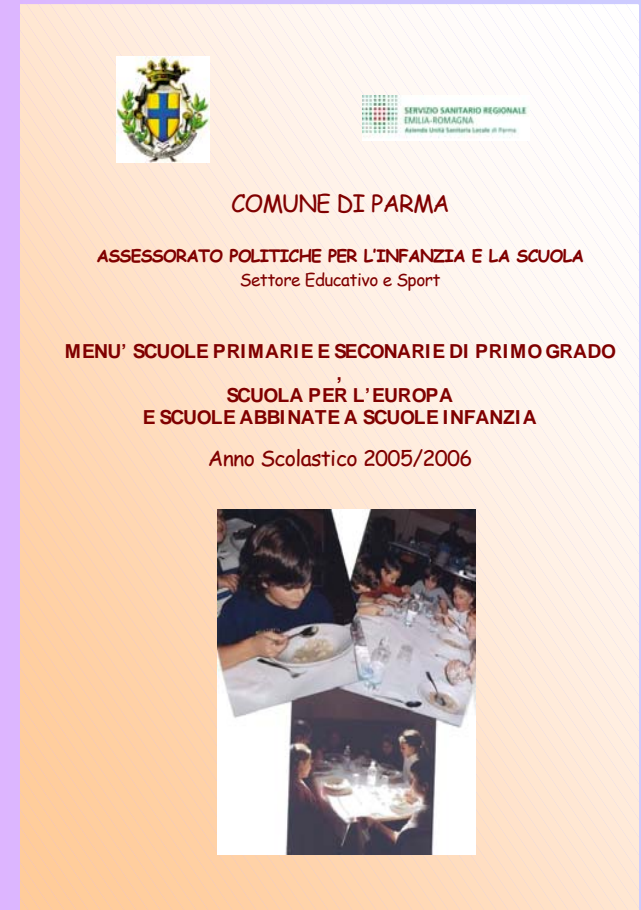 SERVIZIO SANITARIO REGIONALE
EMILIA-ROMAGNA
Azienda Unità Sanitaria Locale di Parma
COMUNE DI PARMA
ASSESSORATO POLITICHE PER L'INFANZIA E LA SCUOLA
Settore Educativo e Sport
MENU' SCUOLE PRIMARIE E SECONARIE DI PRIMO GRADO
,
SCUOLA PER L'EUROPA
E SCUOLE ABBINATE A SCUOLE INFANZIA
Anno Scolastico 2005/2006